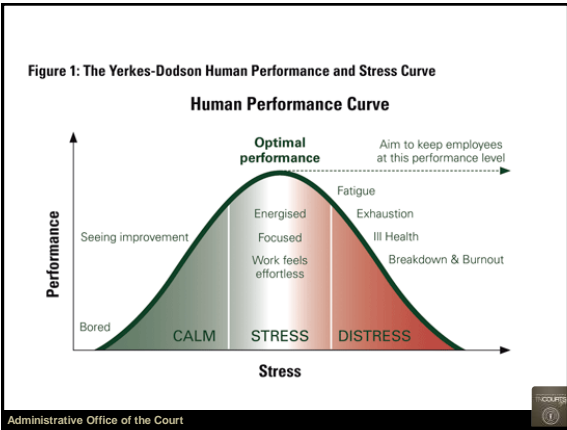 Figure 1: The Yerkes-Dodson Human Performance and Stress Curve
Human Performance Curve
Optimal
performance
Aim to keep employees
at this performance level
Fatigue
Energised
Exhaustion
Seeing improvement
Focused
Ill Health
Work feels
effortless
Breakdown & Burnout
Performance
Bored
CALM
STRESS
DISTRESS
Stress
TNCOURTS
Administrative Office of the Court